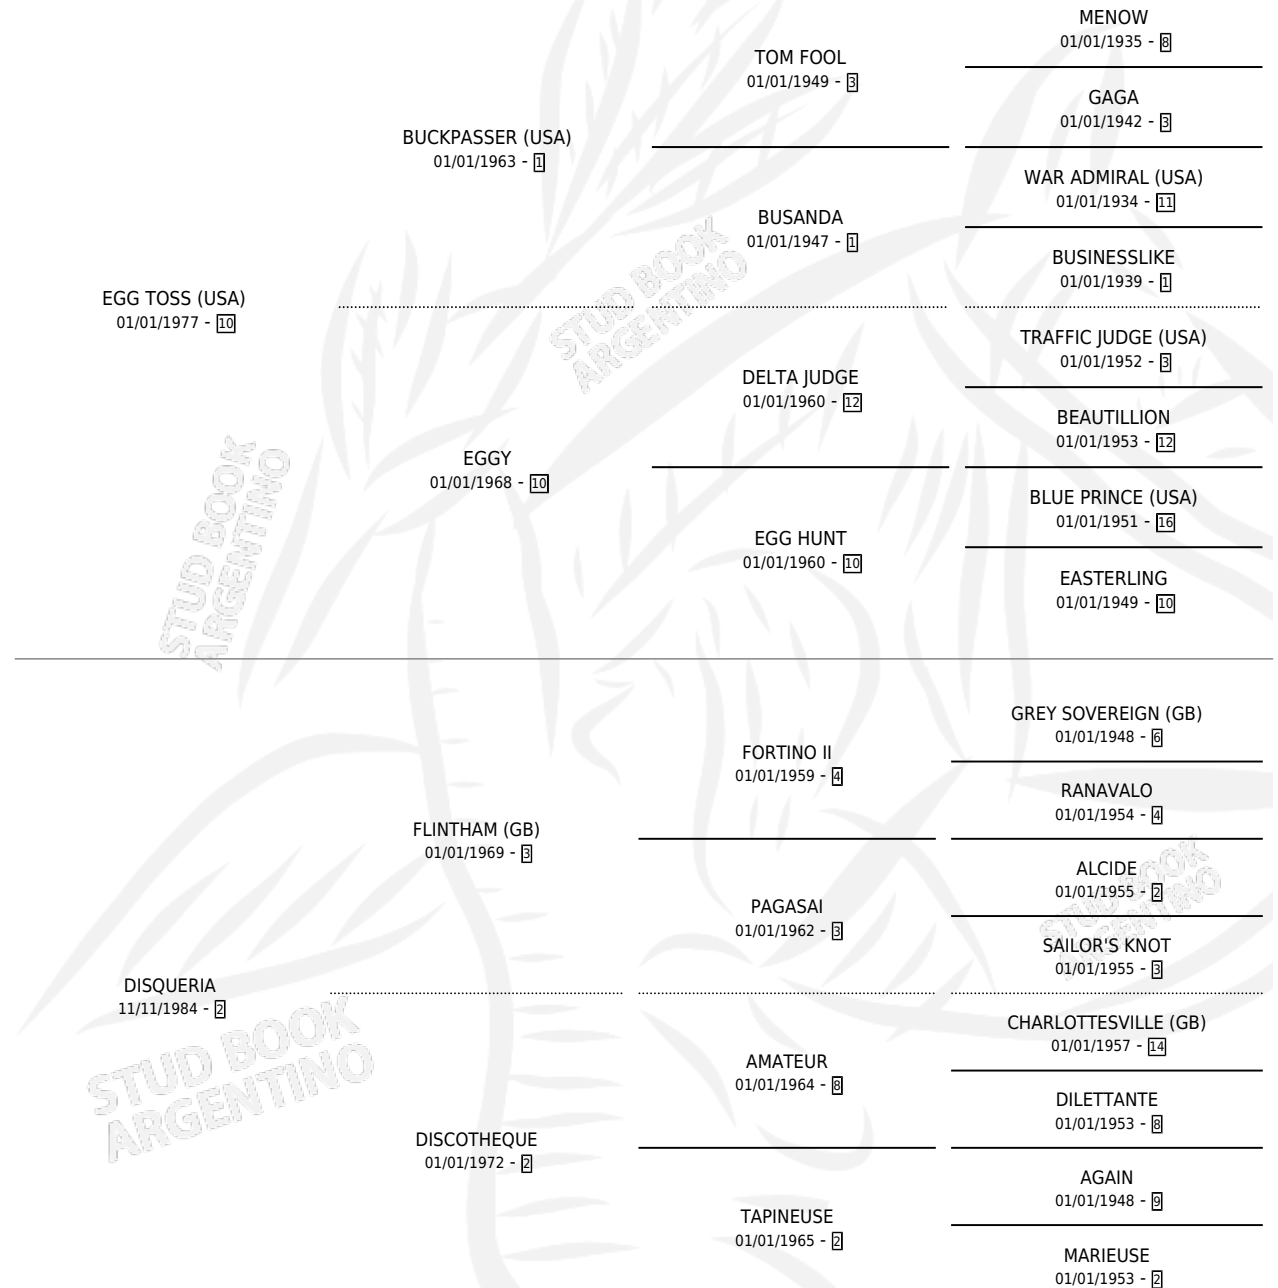 MENOW
01/01/1935 - 8
TOM FOOL
01/01/1949 - 3
GAGA
01/01/1942 - 3
BUCKPASSER (USA)
01/01/1963 - 1
WAR ADMIRAL (USA)
01/01/1934 - 11
BUSANDA
01/01/1947 - 1
BUSINESSLIKE
01/01/1939 - 1
EGG TOSS (USA)
01/01/1977 - 10
STUD BOOK
ARGENTINO
TRAFFIC JUDGE (USA)
01/01/1952 - 3
DELTA JUDGE
01/01/1960 - 12
BEAUTILLION
01/01/1953 - 12
EGGY
01/01/1968 - 10
BLUE PRINCE (USA)
01/01/1951 - 16
EGG HUNT
01/01/1960 - 10
EASTERLING
01/01/1949 - 10
STUD BOOK
ARGENTINO
GREY SOVEREIGN (GB)
01/01/1948 - 6
FORTINO II
01/01/1959 - 4
RANAVALO
01/01/1954 - 4
FLINTHAM (GB)
01/01/1969 - 3
ALCIDE
01/01/1955 - 2
PAGASAI
01/01/1962 - 3
SAILOR'S KNOT
01/01/1955 - 3
STUD BOOK
ARGENTINO
DISQUERIA
11/11/1984 - 2
CHARLOTTESVILLE (GB)
01/01/1957 - 14
AMATEUR
01/01/1964 - 8
DILETTANTE
01/01/1953 - 8
STUD BOOK
ARGENTINO
DISCOTHEQUE
01/01/1972 - 2
AGAIN
01/01/1948 - 9
TAPINEUSE
01/01/1965 - 2
MARIEUSE
01/01/1953 - 2